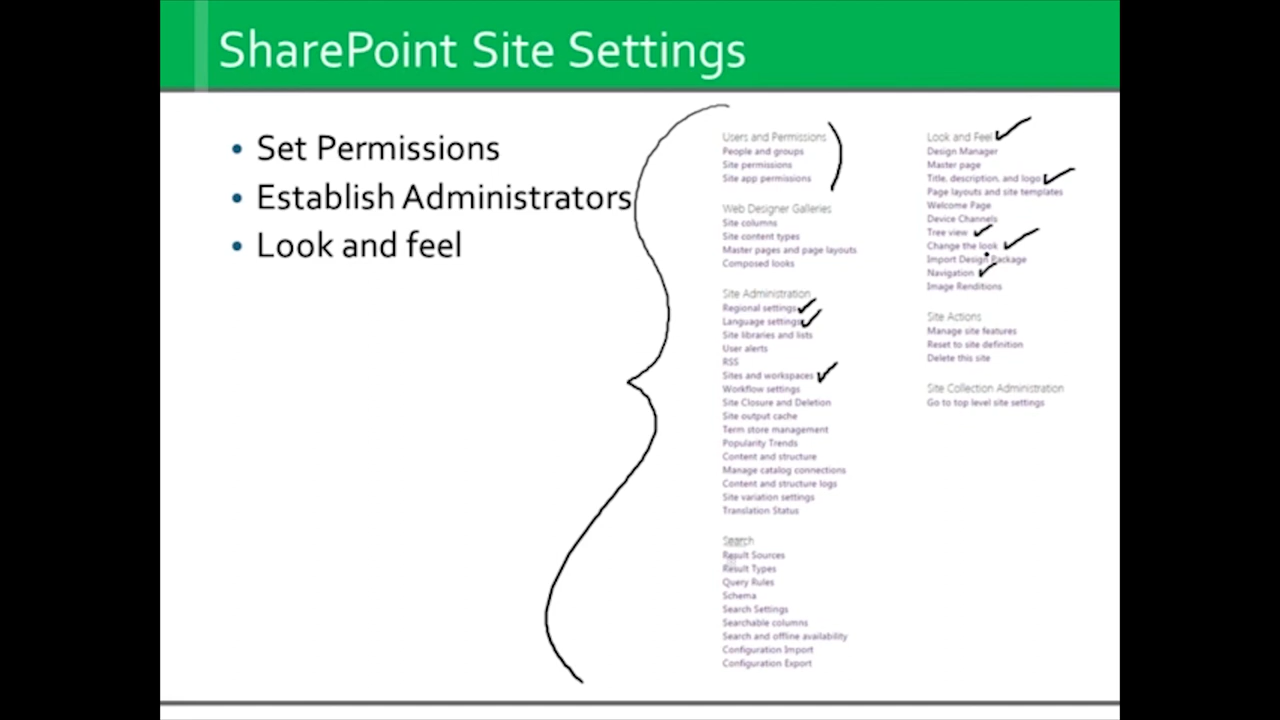 SharePoint Site Settings
• Set Permissions
• Establish Administrators
• Look and feel
Users and Permissions
People and groups
Site permissions
Site app permissions
Web Designer Galleries
Site columns
Site content types
Master pages and page layouts
Composed looks
Site Administration
Regional settings
Language settings
Site libraries and lists
User alerts
RSS
Sites and workspaces
Workflow settings
Site Closure and Deletion
Site output cache
Term store management
Popularity Trends
Content and structure
Manage catalog connections
Content and structure logs
Site variation settings
Translation Status
Search
Result Sources
Result Types
Query Rules
Schema
Search Settings
Searchable columns
Search and offline availability
Configuration Import
Configuration Export
Look and Feel
Design Manager
Master page
Title, description, and logo
Page layouts and site templates
Welcome Page
Device Channels
Tree view
Change the look
Import Design Package
Navigation
Image Renditions
Site Actions
Manage site features
Reset to site definition
Delete this site
Site Collection Administration
Go to top level site settings